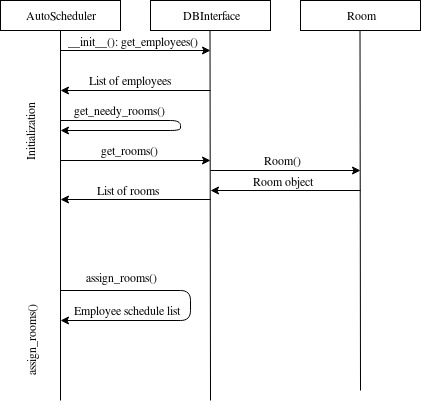 AutoScheduler
DBInterface
Room
__init__(): get_employees()
List of employees
get_needy_rooms()
Initialization
get_rooms()
Room()
Room object
List of rooms
assign_rooms()
Employee schedule list
assign_rooms()